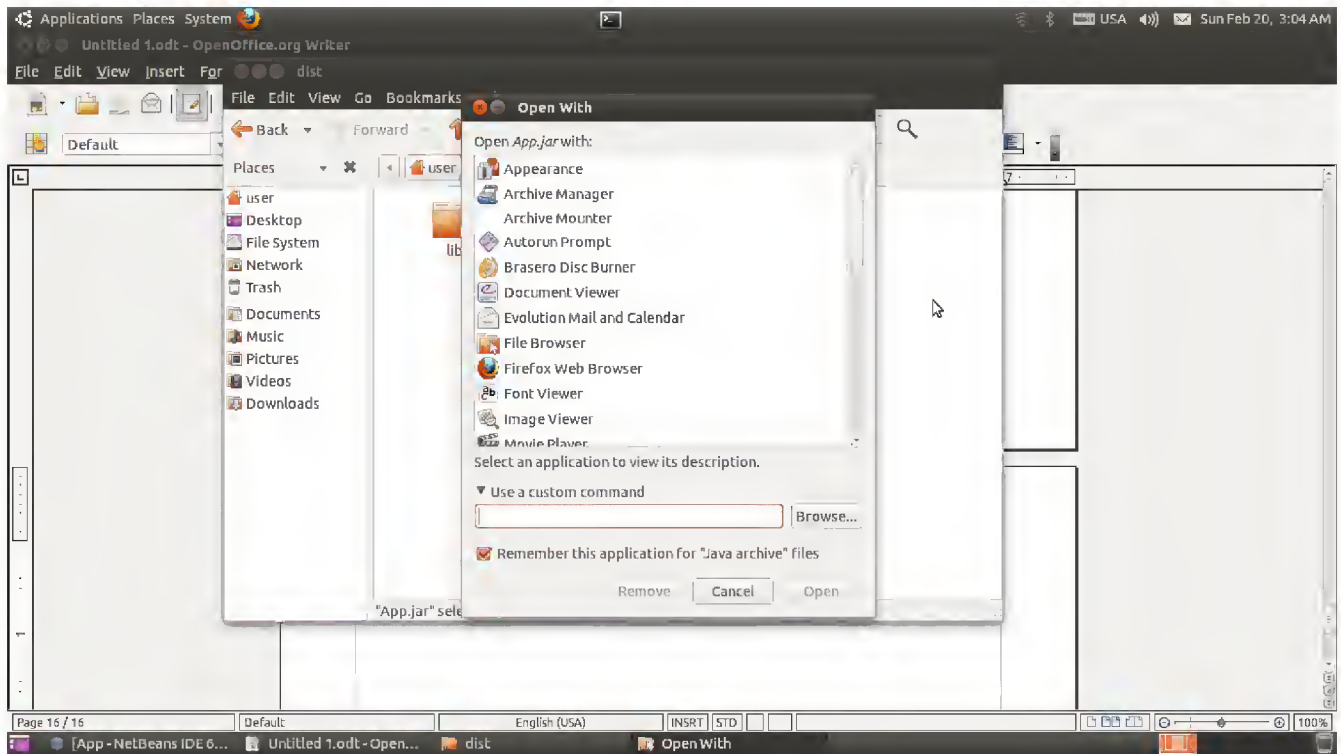 Applications Places System
USA
Sun Feb 20, 3:04 AM
Untitled 1.odt - OpenOffice.org Writer
File Edit View Insert For
dist
File Edit View Go Bookmarks
Open With
Back Forward
Default
Open App.jar with:
Places
user
Appearance
Archive Manager
Archive Mounter
Autorun Prompt
Brasero Disc Burner
Document Viewer
Evolution Mail and Calendar
File Browser
Firefox Web Browser
Font Viewer
Image Viewer
Movie Player
user
Desktop
File System
Network
Trash
Documents
Music
Pictures
Videos
Downloads
lib
7
Select an application to view its description.
Use a custom command
Browse...
Remember this application for "Java archive" files
Remove Cancel Open
"App.jar" sele
1
Page 16 / 16
Default
English (USA)
INSRT
STD
100%
[App - NetBeans IDE 6...
Untitled 1.odt - Open...
dist
Open With